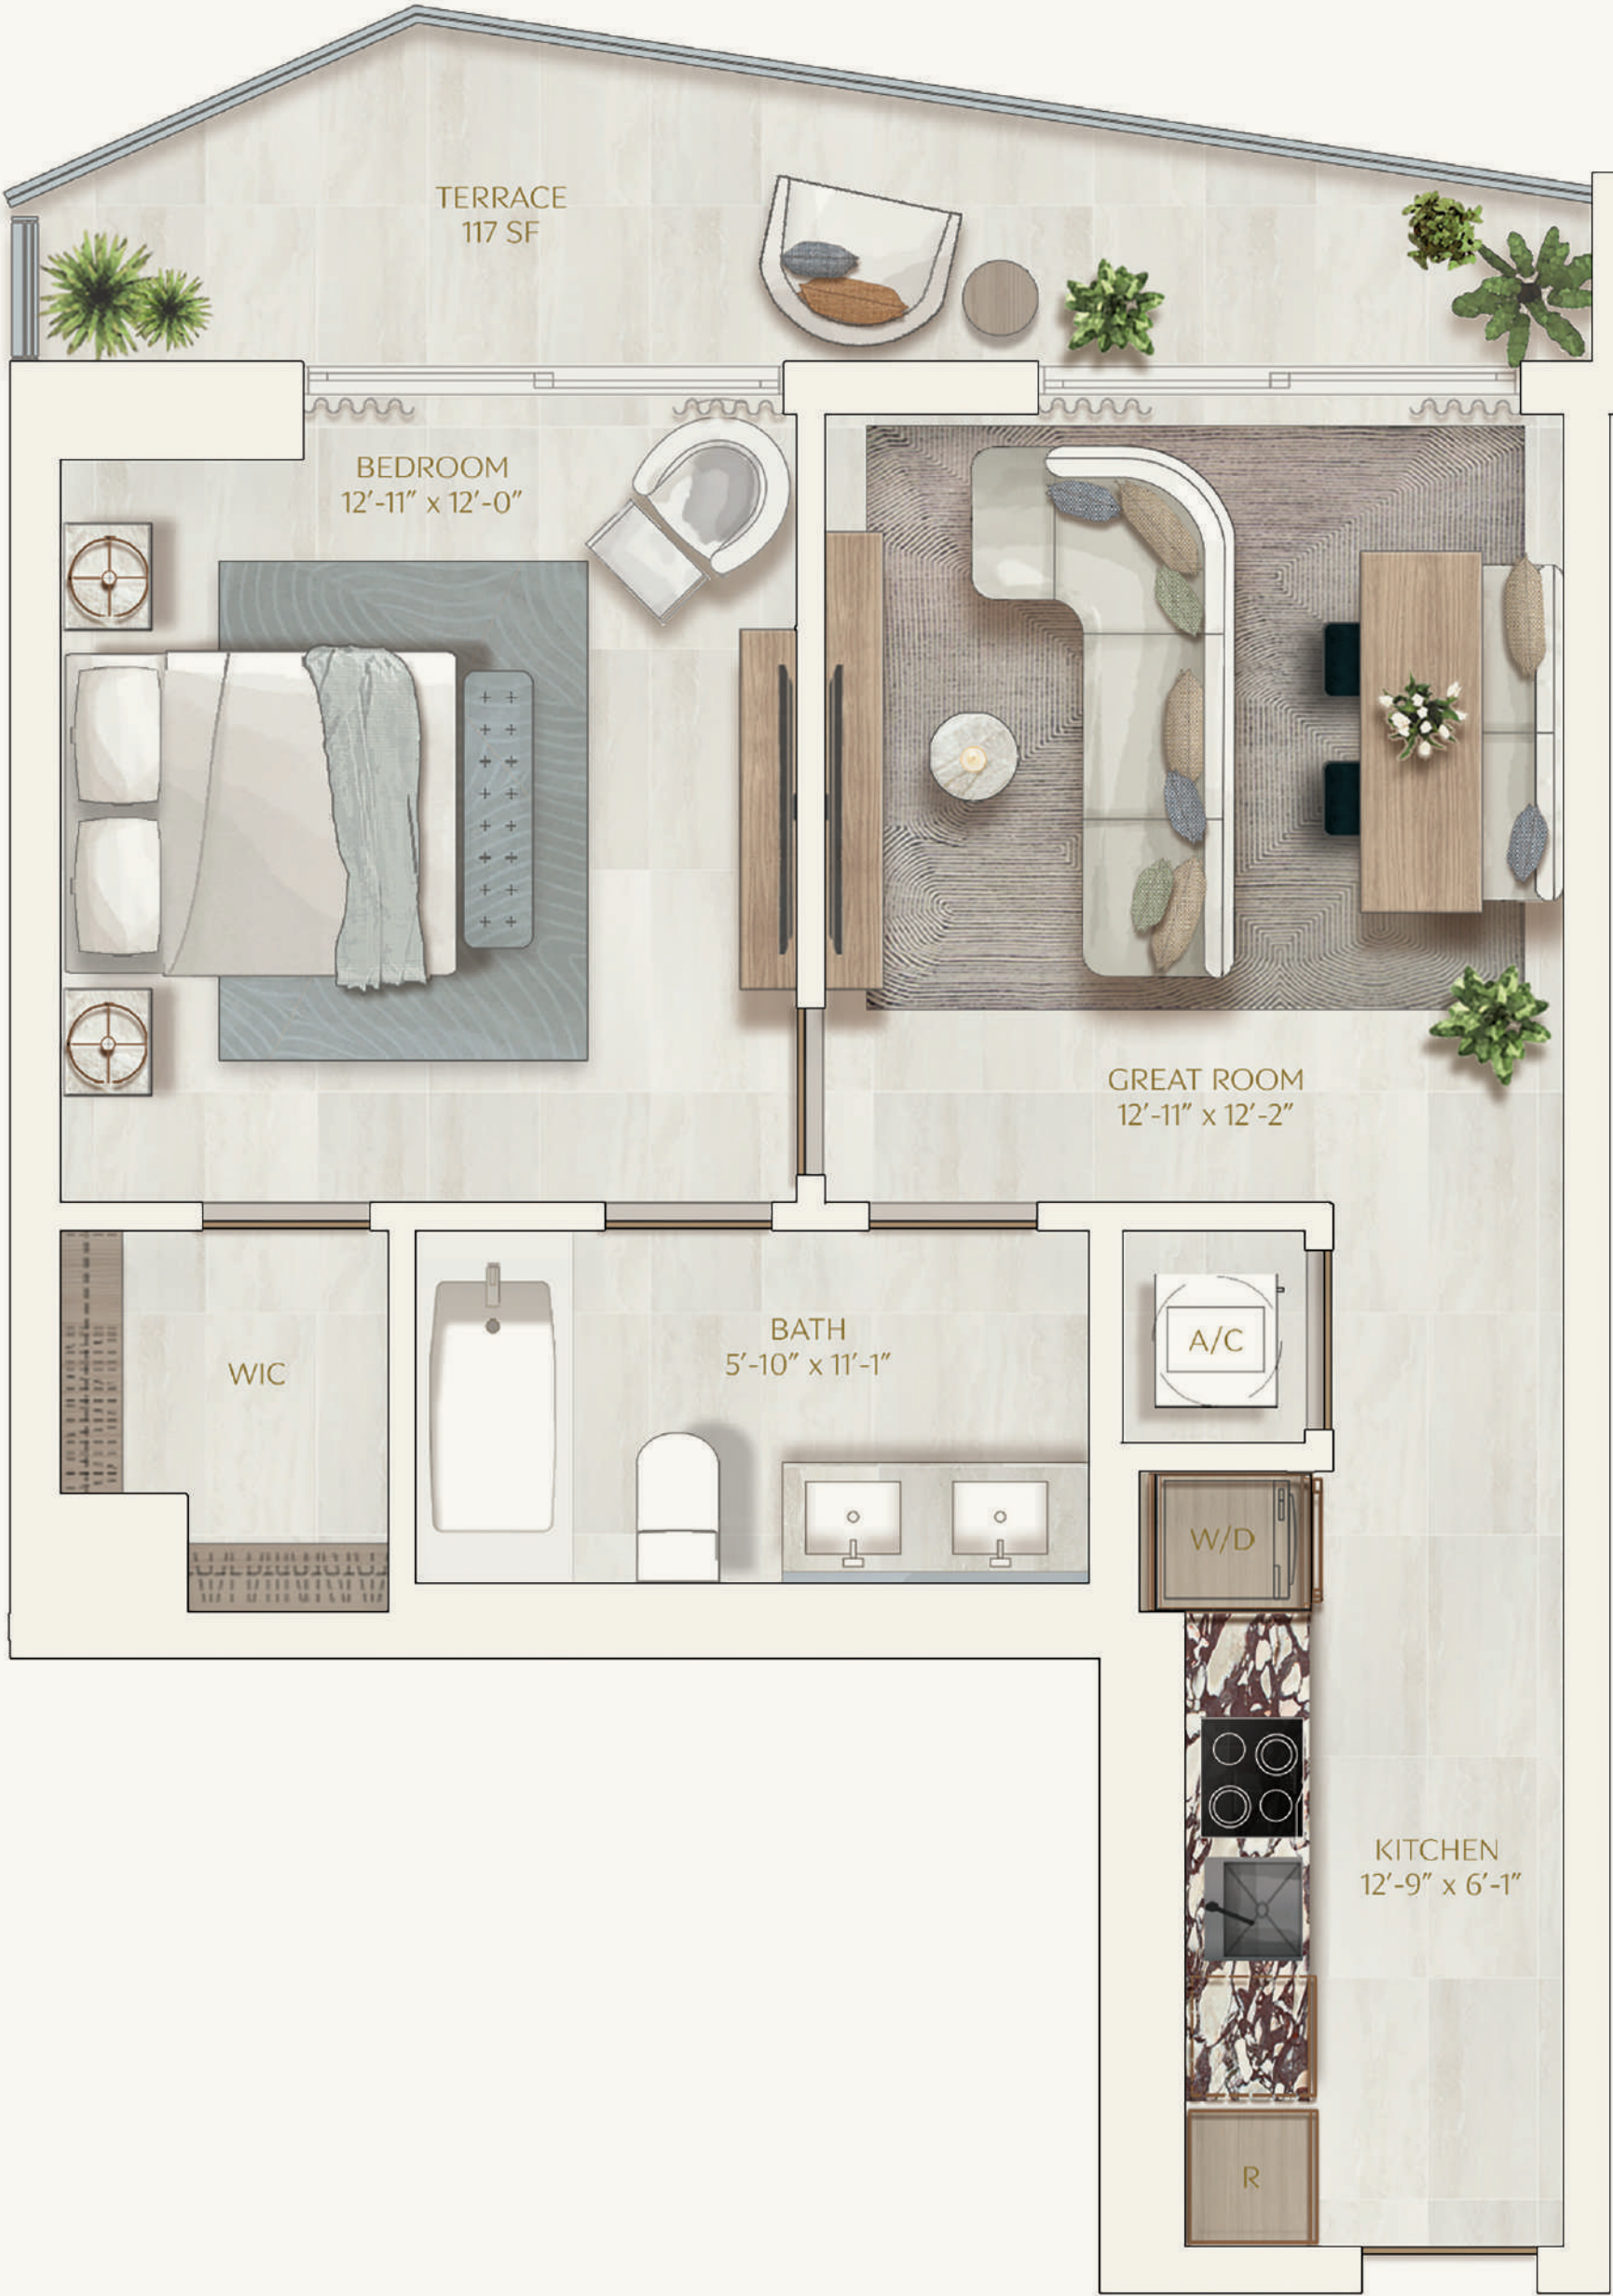 TERRACE
117 SF
BEDROOM
12’-11” x 12’-0”
GREAT ROOM
12’-11” x 12’-2”
BATH
5’-10” x 11’-1”
A/C
WIC
W/D
KITCHEN
12’-9” x 6’-1”
R